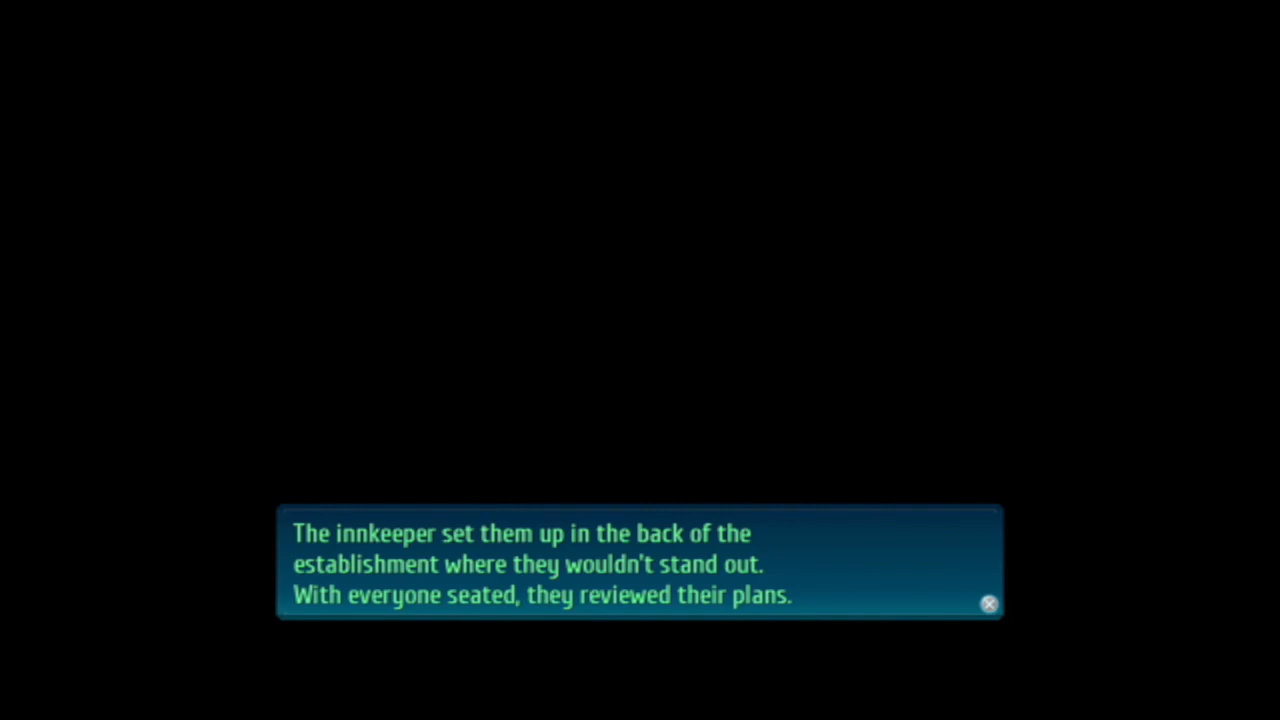 The innkeeper set them up in the back of the
establishment where they wouldn't stand out.
With everyone seated, they reviewed their plans.